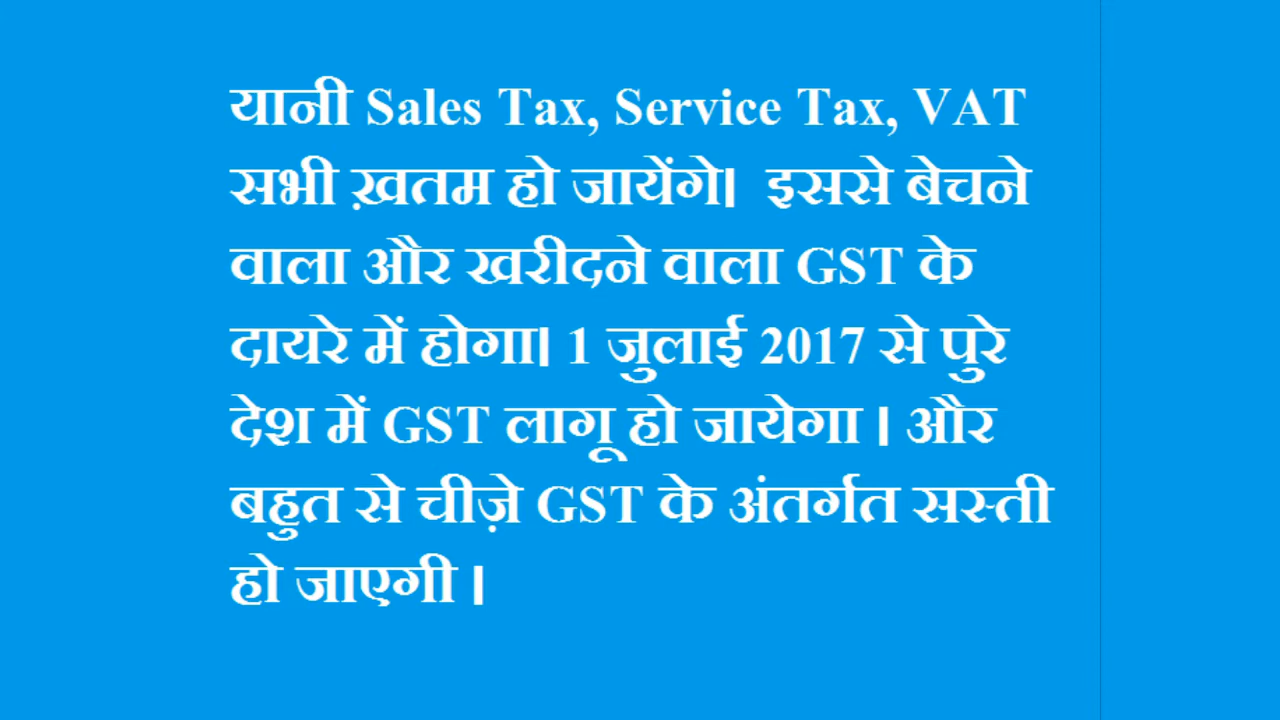 यानी Sales Tax, Service Tax, VAT
सभी ख़तम हो जायेंगे।  इससे बेचने
वाला और खरीदने वाला GST के
दायरे में होगा। 1 जुलाई 2017 से पुरे
देश में GST लागू हो जायेगा । और
बहुत से चीज़े GST के अंतर्गत सस्ती
हो जाएगी ।